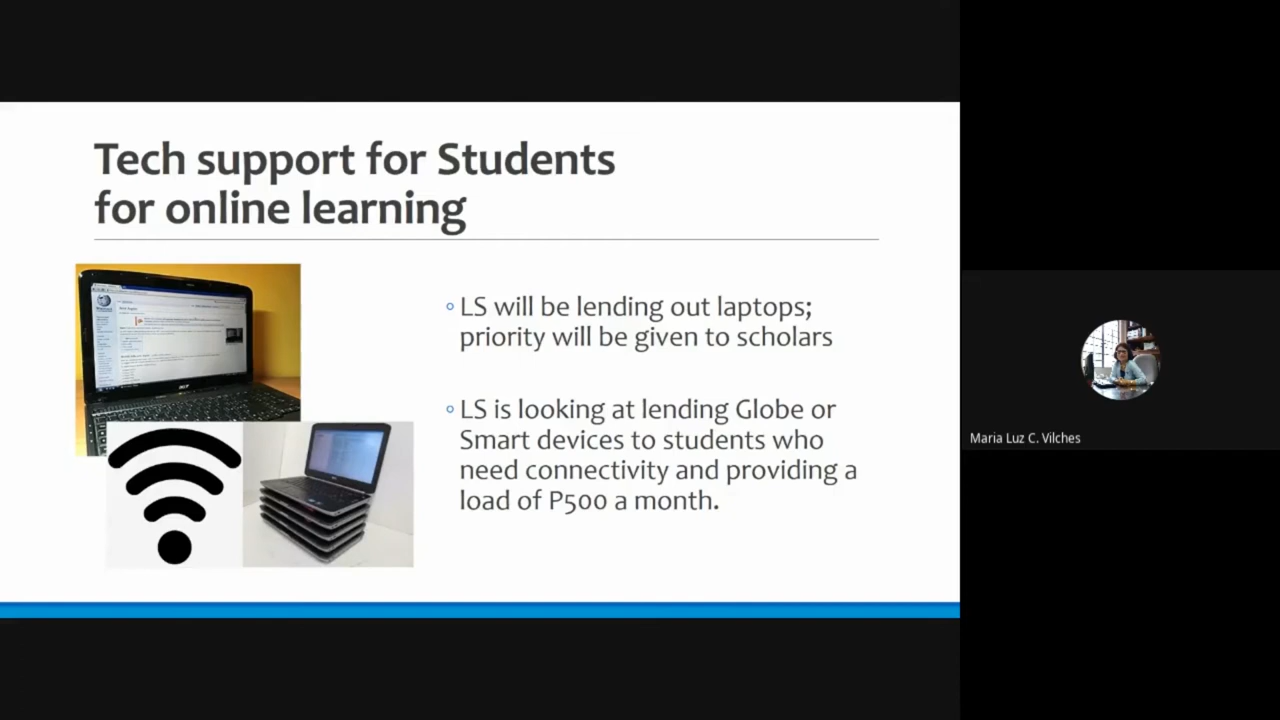 Tech support for Students
for online learning
◦ LS will be lending out laptops;
priority will be given to scholars
◦ LS is looking at lending Globe or
Smart devices to students who
need connectivity and providing a
load of P500 a month.
acer
Maria Luz C. Vilches